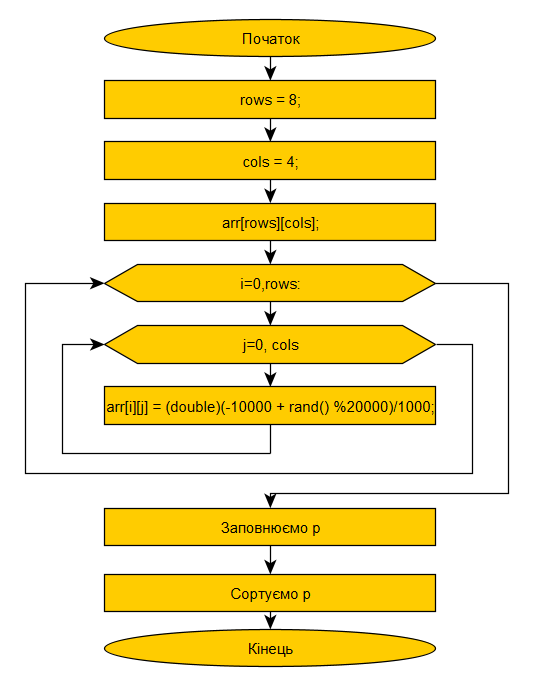 Початок
rows = 8;
cols = 4;
arr[rows][cols];
i=0,rows:
j=0, cols
arr[i][j] = (double)(-10000 + rand() %20000)/1000;
Заповнюємо p
Сортуємо p
Кінець